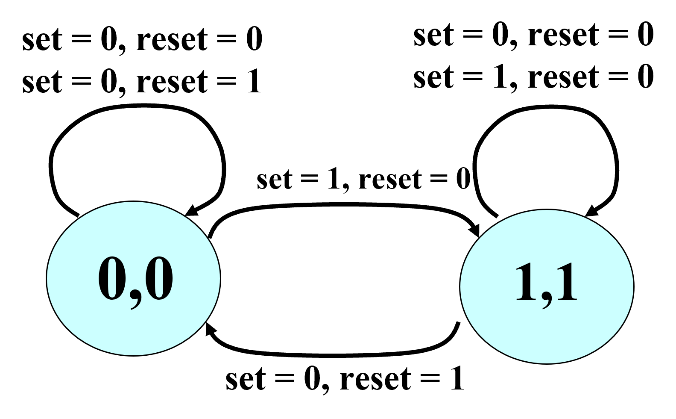 set = 0, reset = 0
set = 0, reset = 1
set = 0, reset = 0
set = 1, reset = 0
set = 1, reset = 0
0,0
1,1
set = 0, reset = 1